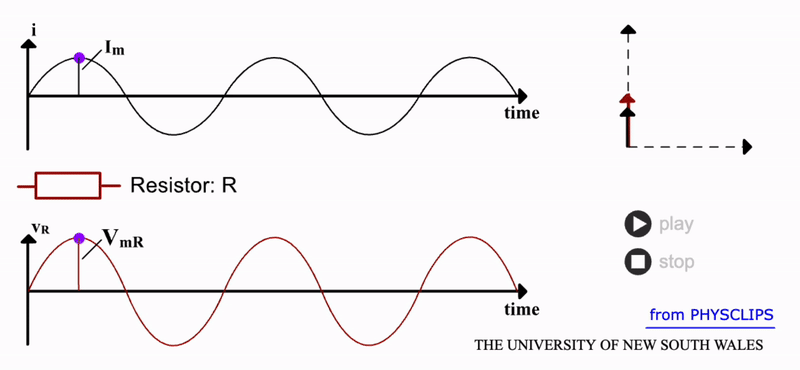 i
Im
time
Resistor: R
vR
VmR
time
play
stop
from PHYSCLIPS
THE UNIVERSITY OF NEW SOUTH WALES